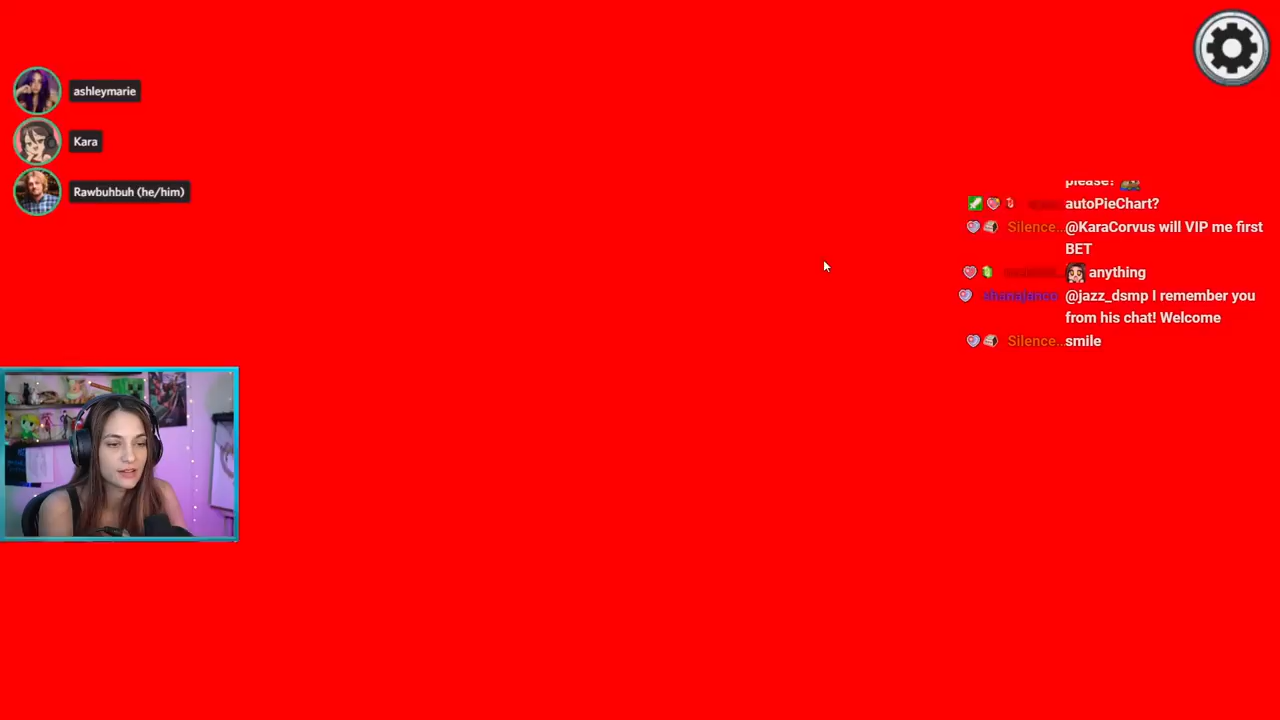 ashleymarie
Kara
Rawbuhbuh (he/him)
please?
autoPieChart?
Silence... @KaraCorvus will VIP me first
BET
anything
@jazz_dsmp I remember you
from his chat! Welcome
Silence... smile